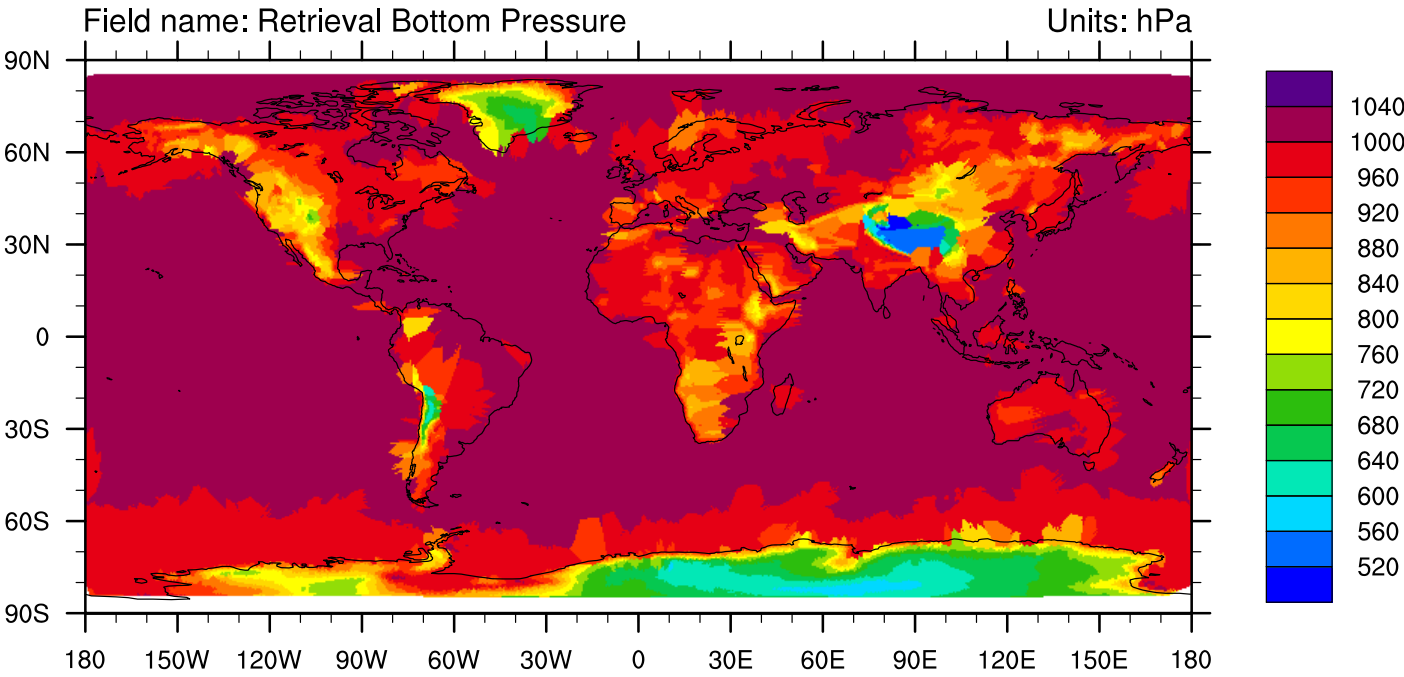 Field name: Retrieval Bottom Pressure Units: hPa
90N
60N
30N
0
30S
60S
90S
180 150W 120W 90W 60W 30W 0 30E 60E 90E 120E 150E 180
1040
1000
960
920
880
840
800
760
720
680
640
600
560
520